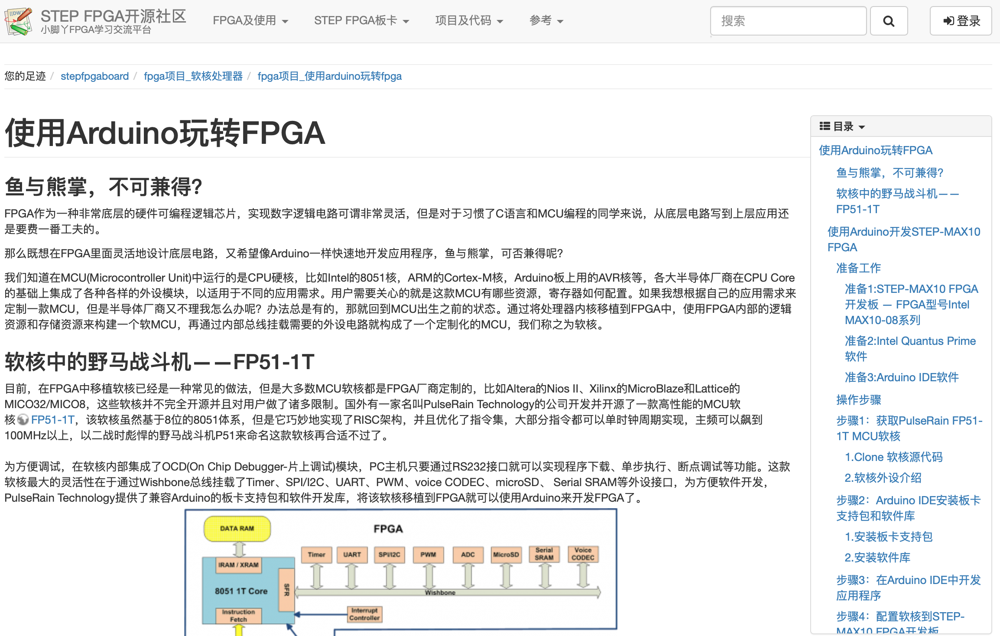 STEP FPGA开源社区
小脚丫FPGA学习交流平台
FPGA及使用
STEP FPGA板卡
项目及代码
参考
搜索
登录
您的足迹 / stepfpgaboard / fpga项目_软核处理器 / fpga项目_使用arduino玩转fpga
使用Arduino玩转FPGA
鱼与熊掌，不可兼得？
FPGA作为一种非常底层的硬件可编程逻辑芯片，实现数字逻辑电路可谓非常灵活，但是对于习惯了C语言和MCU编程的同学来说，从底层电路写到上层应用还
是要费一番工夫的。
那么既想在FPGA里面灵活地设计底层电路，又希望像Arduino一样快速地开发应用程序，鱼与熊掌，可否兼得呢？
我们知道在MCU(Microcontroller Unit)中运行的是CPU硬核，比如Intel的8051核，ARM的Cortex-M核，Arduino板上用的AVR核等，各大半导体厂商在CPU Core
的基础上集成了各种各样的外设模块，以适用于不同的应用需求。用户需要关心的就是这款MCU有哪些资源，寄存器如何配置。如果我想根据自己的应用需求来
定制一款MCU，但是半导体厂商又不理我怎么办呢？办法总是有的，那就回到MCU出生之前的状态。通过将处理器内核移植到FPGA中，使用FPGA内部的逻辑
资源和存储资源来构建一个软MCU，再通过内部总线挂载需要的外设电路就构成了一个定制化的MCU，我们称之为软核。
软核中的野马战斗机——FP51-1T
目前，在FPGA中移植软核已经是一种常见的做法，但是大多数MCU软核都是FPGA厂商定制的，比如Altera的Nios II、Xilinx的MicroBlaze和Lattice的
MICO32/MICO8，这些软核并不完全开源并且对用户做了诸多限制。国外有一家名叫PulseRain Technology的公司开发并开源了一款高性能的MCU软
核 FP51-1T，该软核虽然基于8位的8051体系，但是它巧妙地实现了RISC架构，并且优化了指令集，大部分指令都可以单时钟周期实现，主频可以飙到
100MHz以上，以二战时彪悍的野马战斗机P51来命名这款软核再合适不过了。
为方便调试，在软核内部集成了OCD(On Chip Debugger-片上调试)模块，PC主机只要通过RS232接口就可以实现程序下载、单步执行、断点调试等功能。这款
软核最大的灵活性在于通过Wishbone总线挂载了Timer、SPI/I2C、UART、PWM、voice CODEC、microSD、 Serial SRAM等外设接口，为方便软件开发，
PulseRain Technology提供了兼容Arduino的板卡支持包和软件开发库，将该软核移植到FPGA就可以使用Arduino来开发FPGA了。
DATA RAM
FPGA
Timer
UART
SPI/I2C
PWM
ADC
MicroSD
Serial
SRAM
Voice
CODEC
IRAM / XRAM
8051 1T Core
SFR
Wishbone
Instruction
Fetch
Interrupt
Controller
目录
使用Arduino玩转FPGA
鱼与熊掌，不可兼得？
软核中的野马战斗机——
FP51-1T
使用Arduino开发STEP-MAX10
FPGA
准备工作
准备1:STEP-MAX10 FPGA
开发板 — FPGA型号Intel
MAX10-08系列
准备2:Intel Quantus Prime
软件
准备3:Arduino IDE软件
操作步骤
步骤1：获取PulseRain FP51-
1T MCU软核
1.Clone 软核源代码
2.软核外设介绍
步骤2：Arduino IDE安装板卡
支持包和软件库
1.安装板卡支持包
2.安装软件库
步骤3：在Arduino IDE中开发
应用程序
步骤4：配置软核到STEP-
MAX10 FPGA开发板